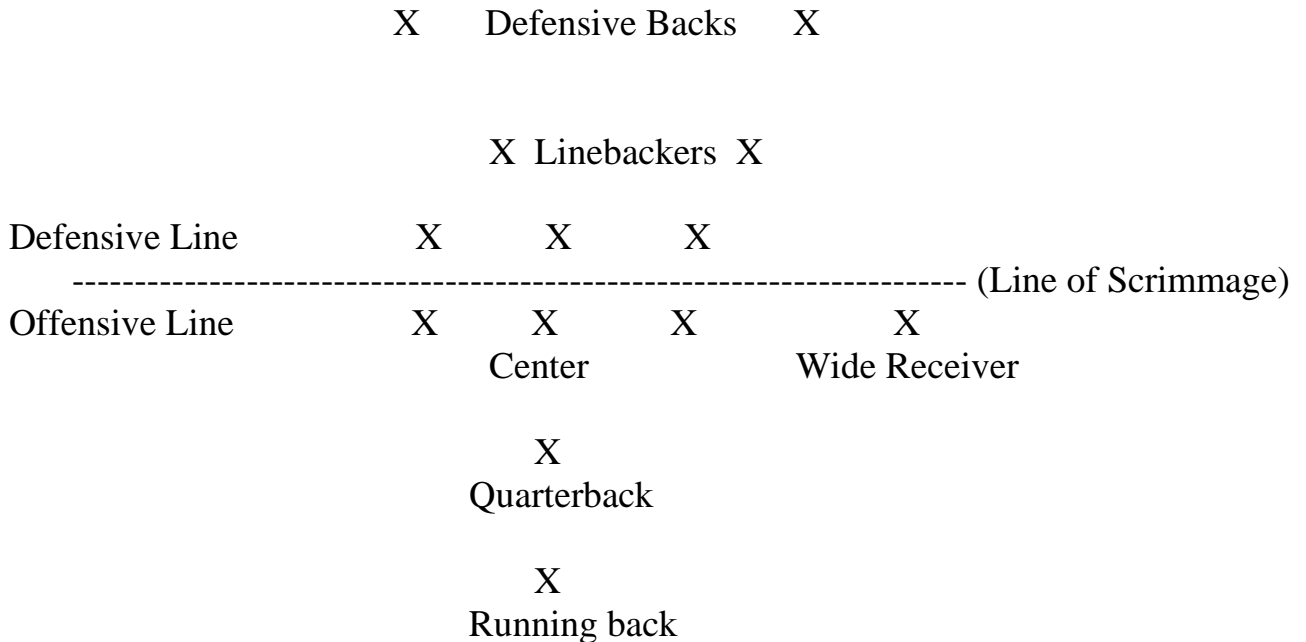 X Defensive Backs X
X Linebackers X
Defensive Line X X X
------------------------------------------------------------------------ (Line of Scrimmage)
Offensive Line X X X X
Center Wide Receiver
X
Quarterback
X
Running back